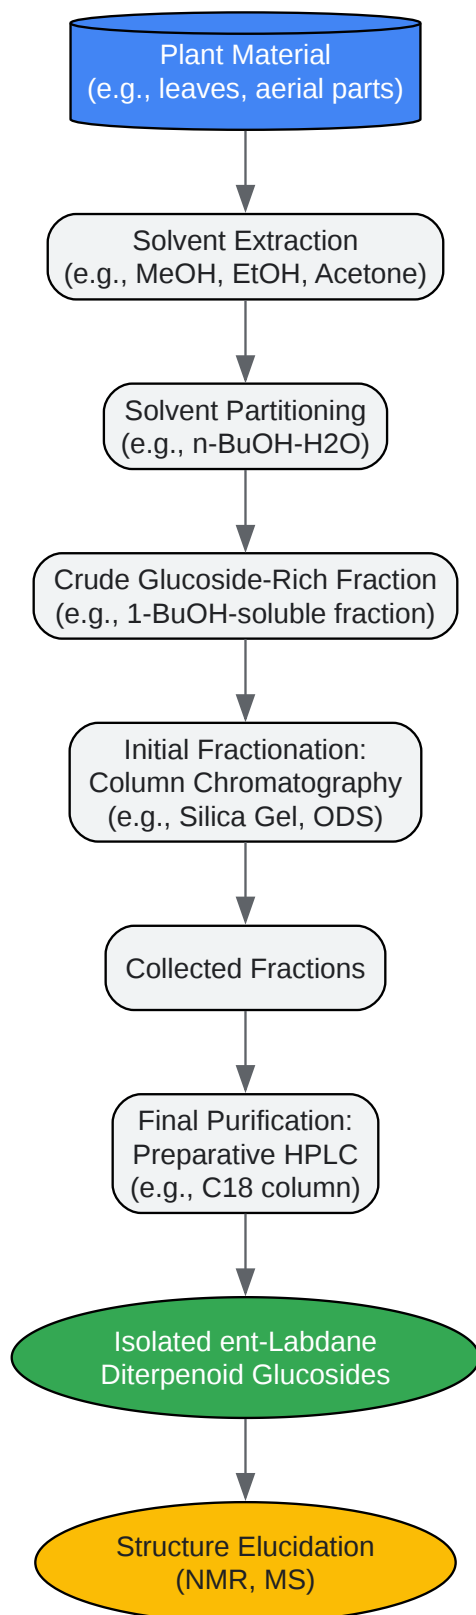 Plant Material
(e.g., leaves, aerial parts)
Solvent Extraction
(e.g., MeOH, EtOH, Acetone)
Solvent Partitioning
(e.g., n-BuOH-H2O)
Crude Glucoside-Rich Fraction
(e.g., 1-BuOH-soluble fraction)
Initial Fractionation:
Column Chromatography
(e.g., Silica Gel, ODS)
Collected Fractions
Final Purification:
Preparative HPLC
(e.g., C18 column)
Isolated ent-Labdane
Diterpenoid Glucosides
Structure Elucidation
(NMR, MS)